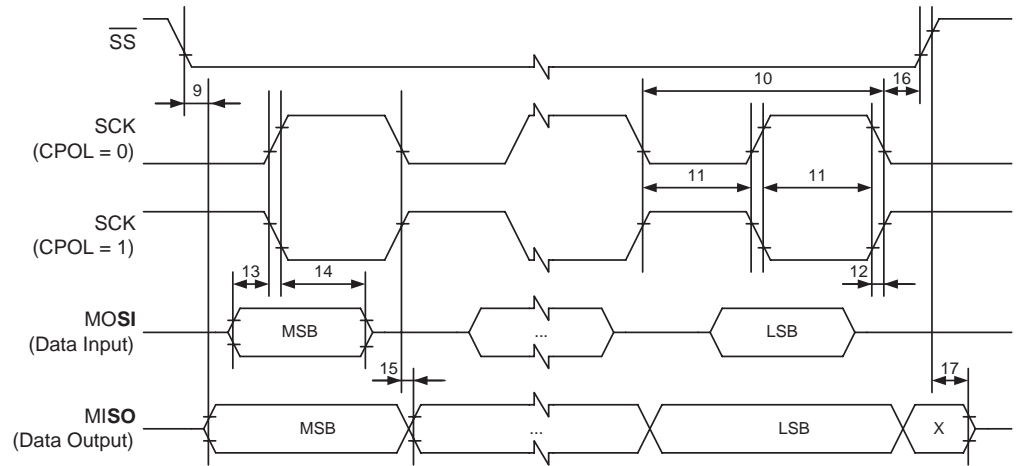 SS
9
10
16
SCK
(CPOL = 0)
11
11
SCK
(CPOL = 1)
13
14
12
MOSI
(Data Input)
MSB
...
LSB
15
17
MISO
(Data Output)
MSB
...
LSB
X